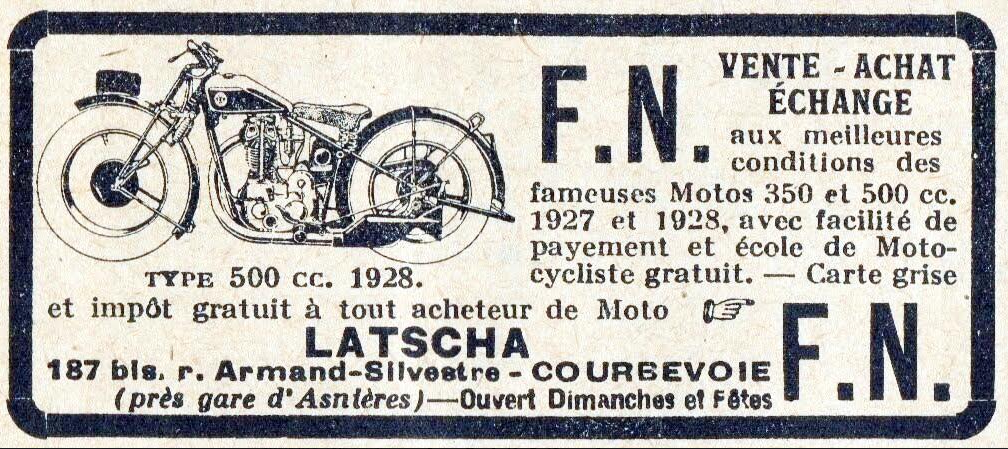 F.N.
VENTE - ACHAT
ÉCHANGE
aux meilleures
conditions des
fameuses Motos 350 et 500 cc.
1927 et 1928, avec facilité de
payement et école de Moto-
cycliste gratuit. — Carte grise
TYPE 500 CC. 1928.
et impôt gratuit à tout acheteur de Moto
F.N.
LATSCHA
187 bis. r. Armand-Silvestre - COURBEVOIE
(près gare d'Asnières)—Ouvert Dimanches et Fêtes